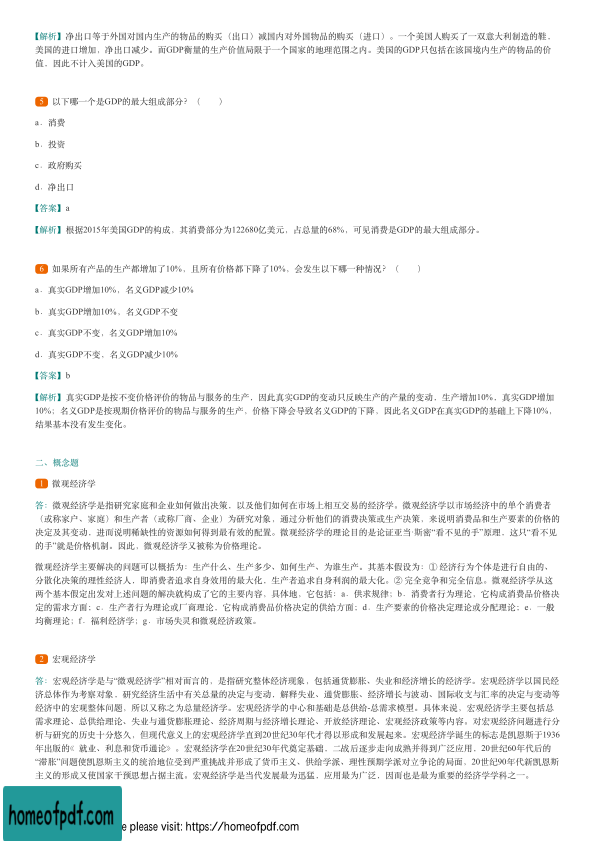 【解析】净出口等于外国对国内生产的物品的购买（出口）减国内对外国物品的购买（进口）。一个美国人购买了一双意大利制造的鞋，
美国的进口增加，净出口减少。而GDP衡量的生产价值局限于一个国家的地理范围之内。美国的GDP只包括在该国境内生产的物品的价
值，因此不计入美国的GDP。
5 以下哪一个是GDP的最大组成部分？（　　）
a．消费
b．投资
c．政府购买
d．净出口
【答案】a
【解析】根据2015年美国GDP的构成，其消费部分为122680亿美元，占总量的68%，可见消费是GDP的最大组成部分。
6 如果所有产品的生产都增加了10%，且所有价格都下降了10%，会发生以下哪一种情况？（　　）
a．真实GDP增加10%，名义GDP减少10%
b．真实GDP增加10%，名义GDP不变
c．真实GDP不变，名义GDP增加10%
d．真实GDP不变，名义GDP减少10%
【答案】b
【解析】真实GDP是按不变价格评价的物品与服务的生产，因此真实GDP的变动只反映生产的产量的变动，生产增加10%，真实GDP增加
10%；名义GDP是按现期价格评价的物品与服务的生产，价格下降会导致名义GDP的下降，因此名义GDP在真实GDP的基础上下降10%，
结果基本没有发生变化。
二、概念题
1 微观经济学
答：微观经济学是指研究家庭和企业如何做出决策，以及他们如何在市场上相互交易的经济学。微观经济学以市场经济中的单个消费者
（或称家户、家庭）和生产者（或称厂商、企业）为研究对象，通过分析他们的消费决策或生产决策，来说明消费品和生产要素的价格的
决定及其变动，进而说明稀缺性的资源如何得到最有效的配置。微观经济学的理论目的是论证亚当·斯密“看不见的手”原理，这只“看不见
的手”就是价格机制。因此，微观经济学又被称为价格理论。
微观经济学主要解决的问题可以概括为：生产什么、生产多少、如何生产、为谁生产。其基本假设为：① 经济行为个体是进行自由的、
分散化决策的理性经济人，即消费者追求自身效用的最大化，生产者追求自身利润的最大化。② 完全竞争和完全信息。微观经济学从这
两个基本假定出发对上述问题的解决就构成了它的主要内容，具体地，它包括：a．供求规律；b．消费者行为理论，它构成消费品价格决
定的需求方面；c．生产者行为理论或厂商理论，它构成消费品价格决定的供给方面；d．生产要素的价格决定理论或分配理论；e．一般
均衡理论；f．福利经济学；g．市场失灵和微观经济政策。
2 宏观经济学
答：宏观经济学是与“微观经济学”相对而言的，是指研究整体经济现象，包括通货膨胀、失业和经济增长的经济学。宏观经济学以国民经
济总体作为考察对象，研究经济生活中有关总量的决定与变动，解释失业、通货膨胀、经济增长与波动、国际收支与汇率的决定与变动等
经济中的宏观整体问题，所以又称之为总量经济学。宏观经济学的中心和基础是总供给-总需求模型。具体来说，宏观经济学主要包括总
需求理论、总供给理论、失业与通货膨胀理论、经济周期与经济增长理论、开放经济理论、宏观经济政策等内容。对宏观经济问题进行分
析与研究的历史十分悠久，但现代意义上的宏观经济学直到20世纪30年代才得以形成和发展起来。宏观经济学诞生的标志是凯恩斯于1936
年出版的《就业、利息和货币通论》。宏观经济学在20世纪30年代奠定基础，二战后逐步走向成熟并得到广泛应用，20世纪60年代后的
“滞胀”问题使凯恩斯主义的统治地位受到严重挑战并形成了货币主义、供给学派、理性预期学派对立争论的局面，20世纪90年代新凯恩斯
主义的形成又使国家干预思想占据主流。宏观经济学是当代发展最为迅猛，应用最为广泛，因而也是最为重要的经济学学科之一。
homeofpdf.com
e please visit: https://homeofpdf.com